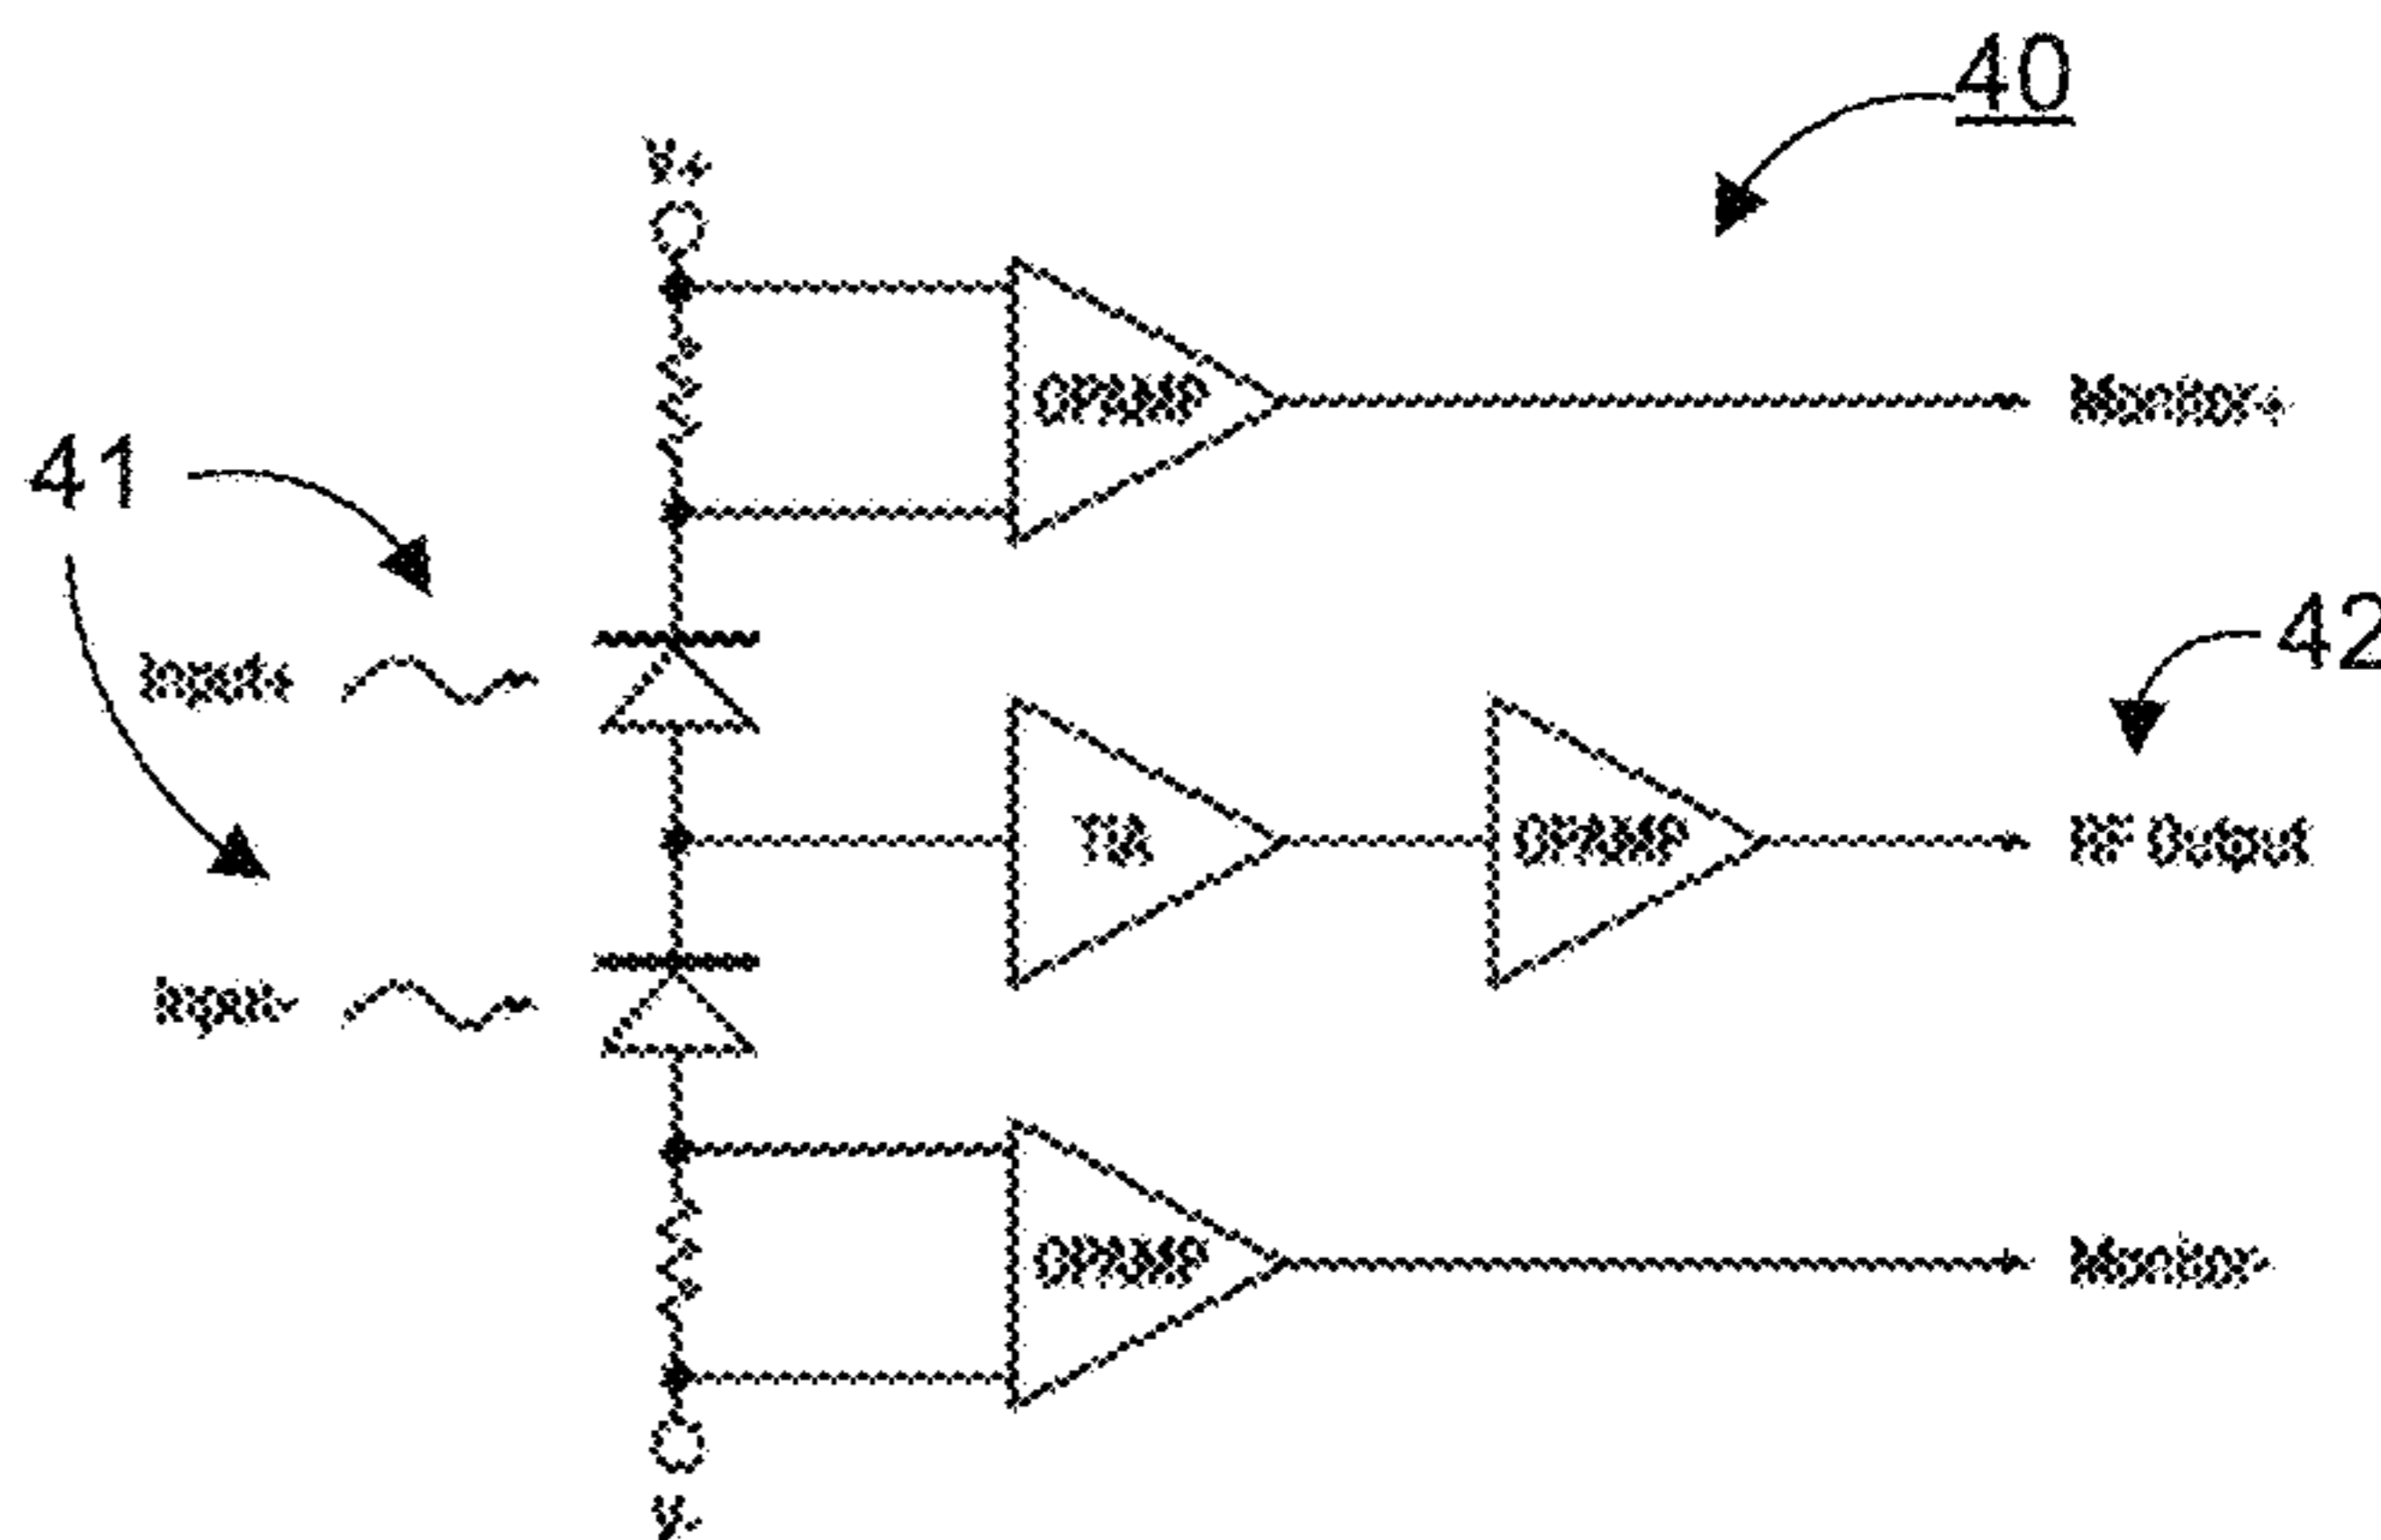 40
V+
OPAMP
Monitor+
41
Input+
42
TIA
OPAMP
RF Output
Input-
OPAMP
Monitor-
V-